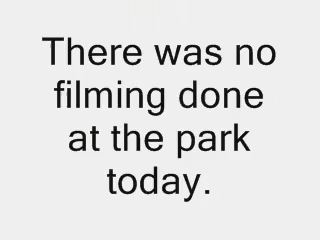 There was no
filming done
at the park
today.